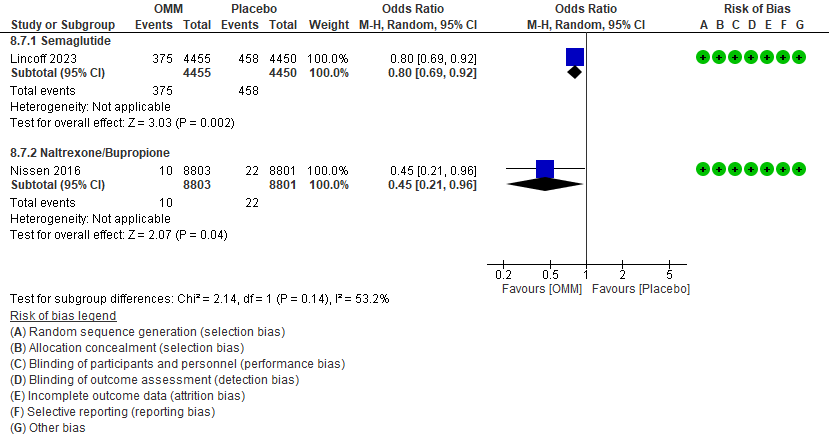 OMM Placebo Odds Ratio Odds Ratio Risk of Bias
Study or Subgroup Events Total Events Total Weight M-H, Random, 95% CI M-H, Random, 95% CI A B C D E F G
8.7.1 Semaglutide
Lincoff 2023 375 4455 458 4450 100.0% 0.80 [0.69, 0.92]
Subtotal (95% CI) 4455 4450 100.0% 0.80 [0.69, 0.92]
Total events 375 458
Heterogeneity: Not applicable
Test for overall effect: Z = 3.03 (P = 0.002)
8.7.2 Naltrexone/Bupropione
Nissen 2016 10 8803 22 8801 100.0% 0.45 [0.21, 0.96]
Subtotal (95% CI) 8803 8801 100.0% 0.45 [0.21, 0.96]
Total events 10 22
Heterogeneity: Not applicable
Test for overall effect: Z = 2.07 (P = 0.04)
0.2 0.5 1 2 5
Favours [OMM] Favours [Placebo]
Test for subgroup differences: Chi² = 2.14, df = 1 (P = 0.14), I² = 53.2%
Risk of bias legend
(A) Random sequence generation (selection bias)
(B) Allocation concealment (selection bias)
(C) Blinding of participants and personnel (performance bias)
(D) Blinding of outcome assessment (detection bias)
(E) Incomplete outcome data (attrition bias)
(F) Selective reporting (reporting bias)
(G) Other bias